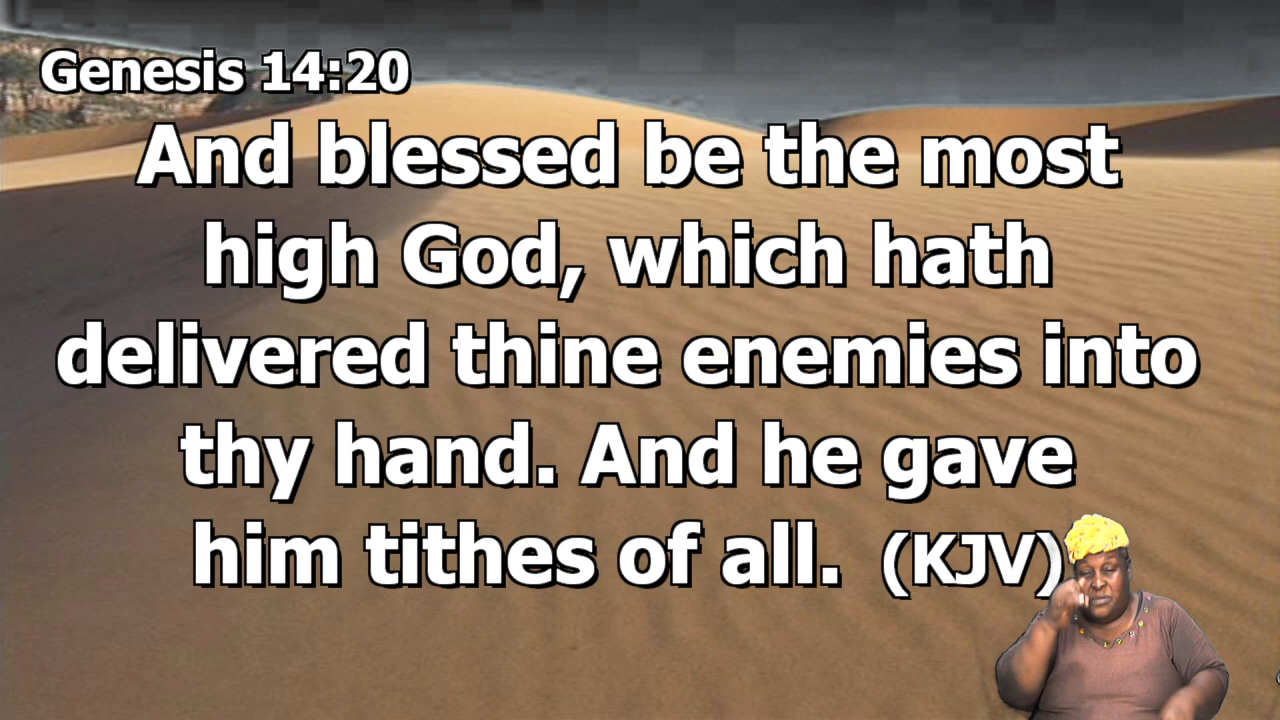 Genesis 14:20
And blessed be the most
high God, which hath
delivered thine enemies into
thy hand. And he gave
him tithes of all. (KJV)